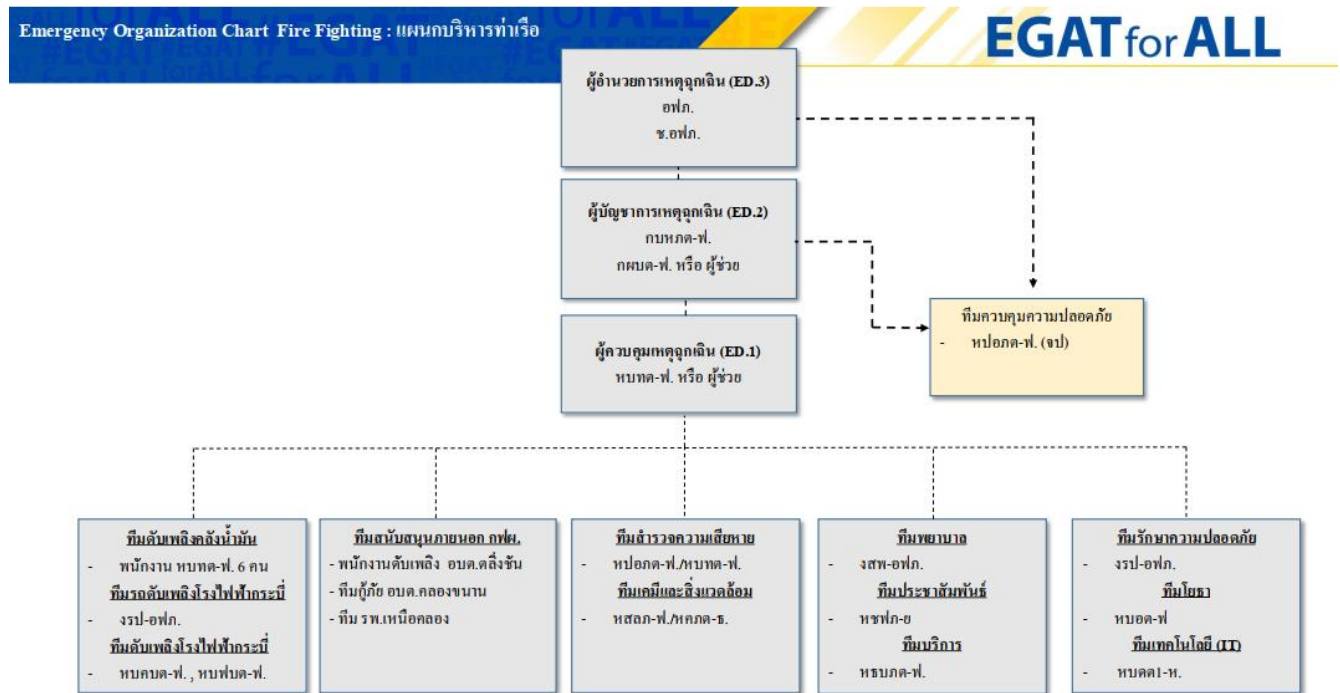 Emergency Organization Chart Fire Fighting : แผนกบริหารท่าเรือ
EGAT for ALL
ผู้อำนวยการเหตุฉุกเฉิน (ED.3)
อฟภ.
ช.อฟภ.
ผู้บัญชาการเหตุฉุกเฉิน (ED.2)
กบหภต-ฟ.
กผบต-ฟ. หรือ ผู้ช่วย
ผู้ควบคุมเหตุฉุกเฉิน (ED.1)
หบทต-ฟ. หรือ ผู้ช่วย
ทีมควบคุมความปลอดภัย
- หปอภต-ฟ. (จป)
ทีมดับเพลิงคลังน้ำมัน
- พนักงาน หบทต-ฟ. 6 คน
ทีมรถดับเพลิงโรงไฟฟ้ากระบี่
- งรป-อฟภ.
ทีมดับเพลิงโรงไฟฟ้ากระบี่
- หบคบต-ฟ. , หบฟบต-ฟ.
ทีมสนับสนุนภายนอก กฟผ.
- พนักงานดับเพลิง อบต.ตลิ่งชัน
- ทีมกู้ภัย อบต.คลองขนาน
- ทีม รพ.เหนือคลอง
ทีมสำรวจความเสียหาย
- หปอภต-ฟ./หบทต-ฟ.
ทีมเคมีและสิ่งแวดล้อม
- หสลภ-ฟ./หคภต-ธ.
ทีมพยาบาล
- งสพ-อฟภ.
ทีมประชาสัมพันธ์
- หชฟภ-ย
ทีมบริการ
- หธบภต-ฟ.
ทีมรักษาความปลอดภัย
- งรป-อฟภ.
ทีมโยธา
- หบอต-ฟ
ทีมเทคโนโลยี (IT)
- หบดต1-ห.